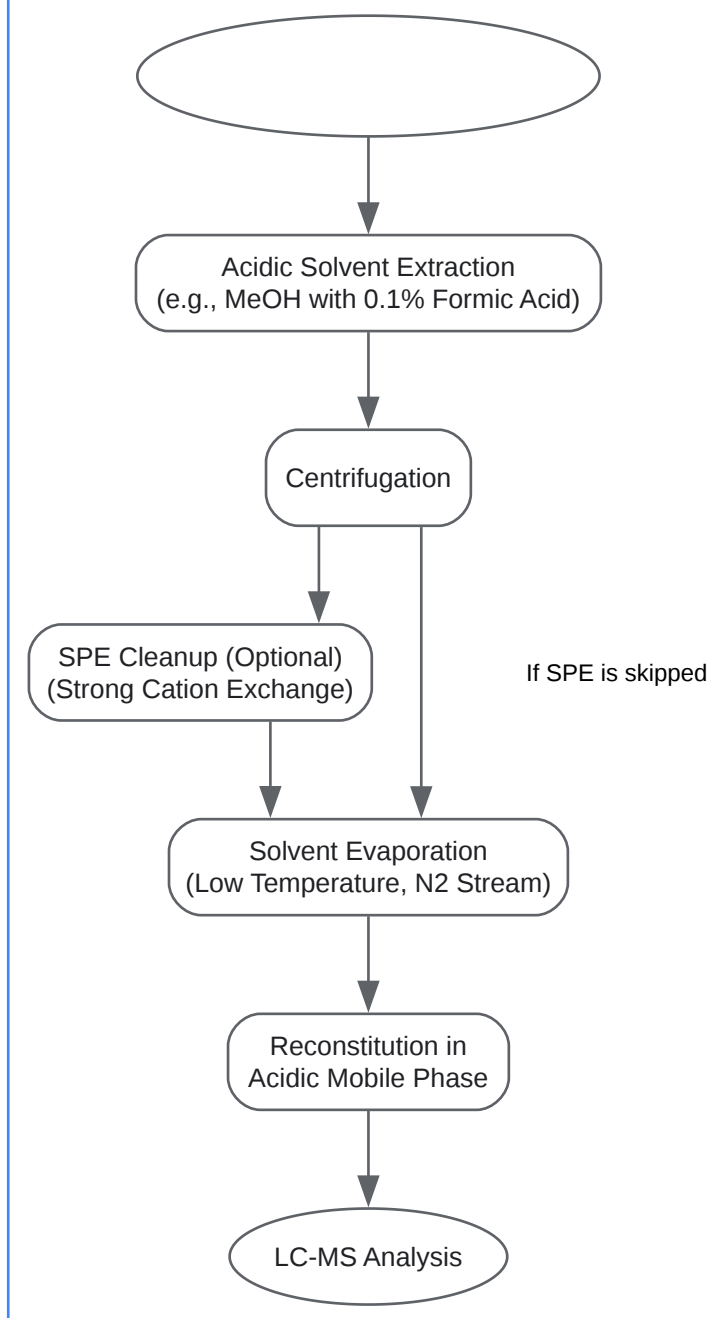 Acidic Solvent Extraction
(e.g., MeOH with 0.1% Formic Acid)
Centrifugation
SPE Cleanup (Optional)
(Strong Cation Exchange)
If SPE is skipped
Solvent Evaporation
(Low Temperature, N2 Stream)
Reconstitution in
Acidic Mobile Phase
LC-MS Analysis